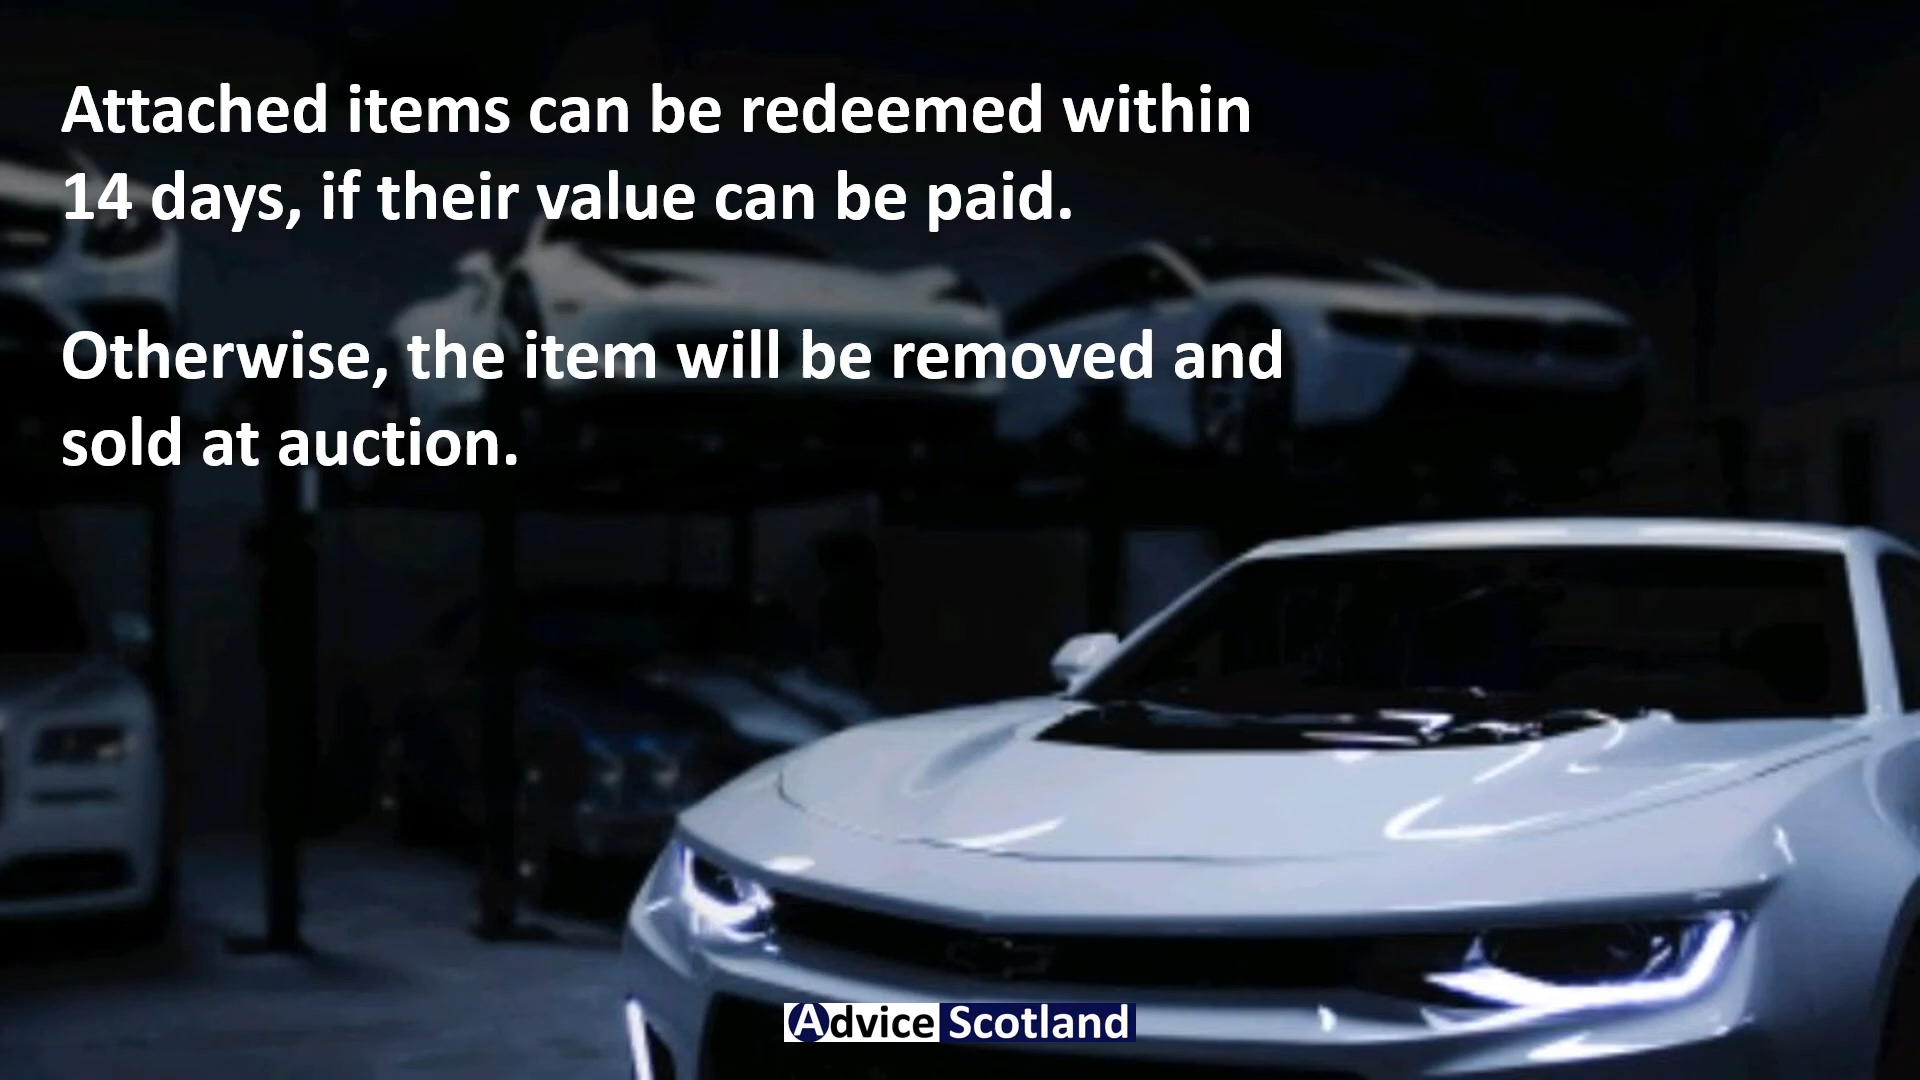 Attached items can be redeemed within
14 days, if their value can be paid.
Otherwise, the item will be removed and
sold at auction.
Advice Scotland